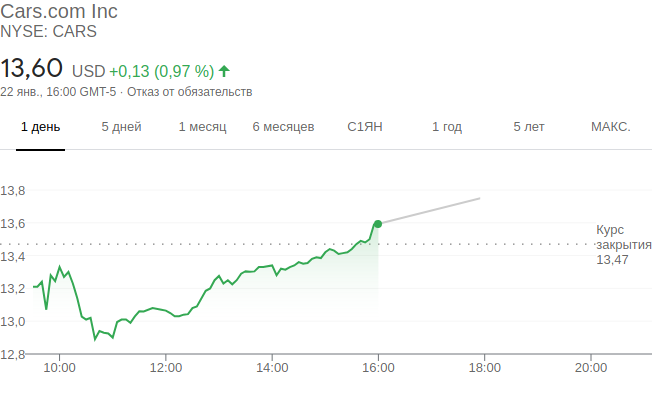 Cars.com Inc
NYSE: CARS
13,60 USD +0,13 (0,97 %)
22 янв., 16:00 GMT-5 · Отказ от обязательств
1 день 5 дней 1 месяц 6 месяцев С1ЯН 1 год 5 лет МАКС.
13,8
13,6
Курс
закрытия
13,47
13,4
13,2
13,0
12,8
10:00 12:00 14:00 16:00 18:00 20:00